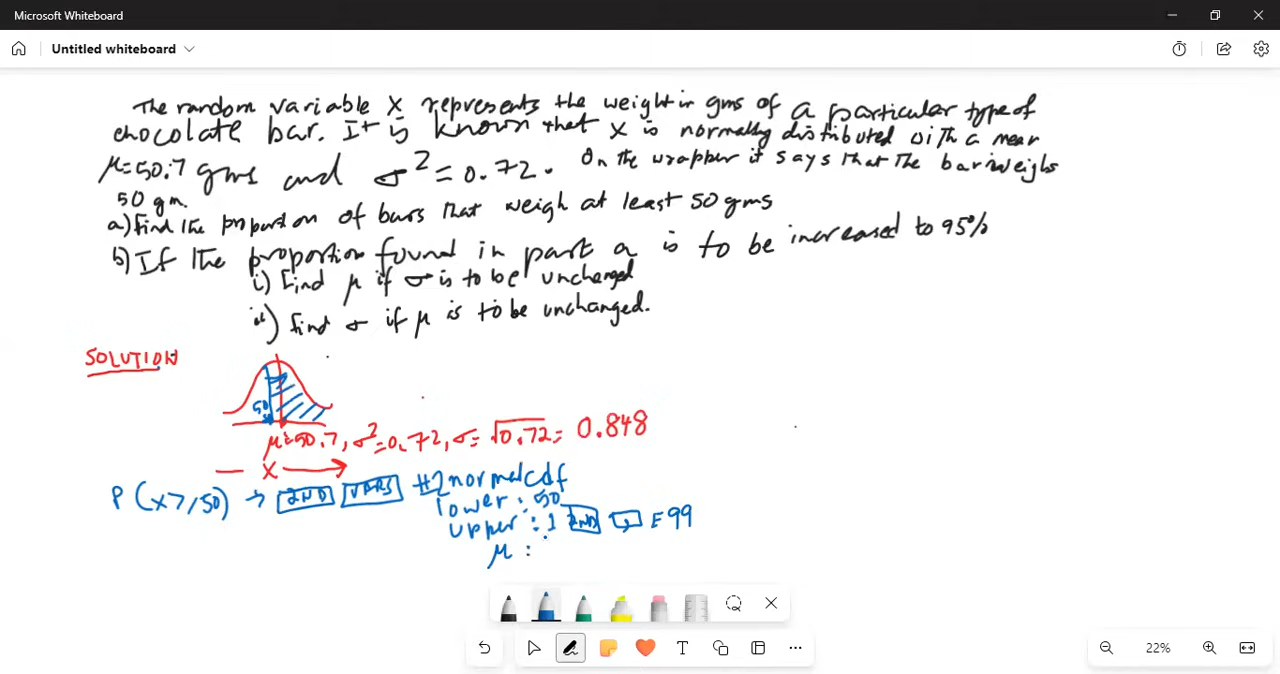 Microsoft Whiteboard
Untitled whiteboard
The random variable X represents the weight in gms of a particular type of
chocolate bar. It is known that X is normally distributed with a mean
μ=50.7 gms and σ²=0.72. On the wrapper it says that the bar weighs
50 gm.
a) Find the proportion of bars that weigh at least 50 gms
b) If the proportion found in part a is to be increased to 95%
i) Find μ if σ is to be unchanged
ii) Find σ if μ is to be unchanged.
SOLUTION
50
μ=50.7, σ²=0.72, σ=√0.72= 0.848
X →
P(X>,50) → 2ND VARS #2normalcdf
lower: 50
upper: 1 2ND , E99
μ :
22%